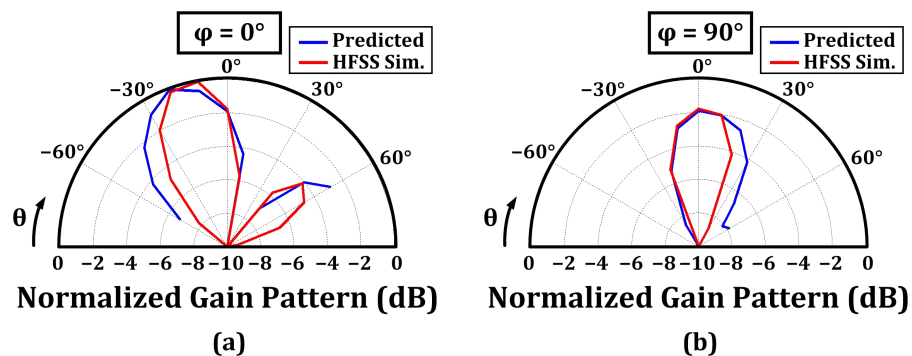 φ = 0°
Predicted
HFSS Sim.
0°
−30°
30°
−60°
60°
θ
0 −2 −4 −6 −8 −10 −8 −6 −4 −2 0
Normalized Gain Pattern (dB)
(a)
φ = 90°
Predicted
HFSS Sim.
0°
−30°
30°
−60°
60°
θ
0 −2 −4 −6 −8 −10 −8 −6 −4 −2 0
Normalized Gain Pattern (dB)
(b)